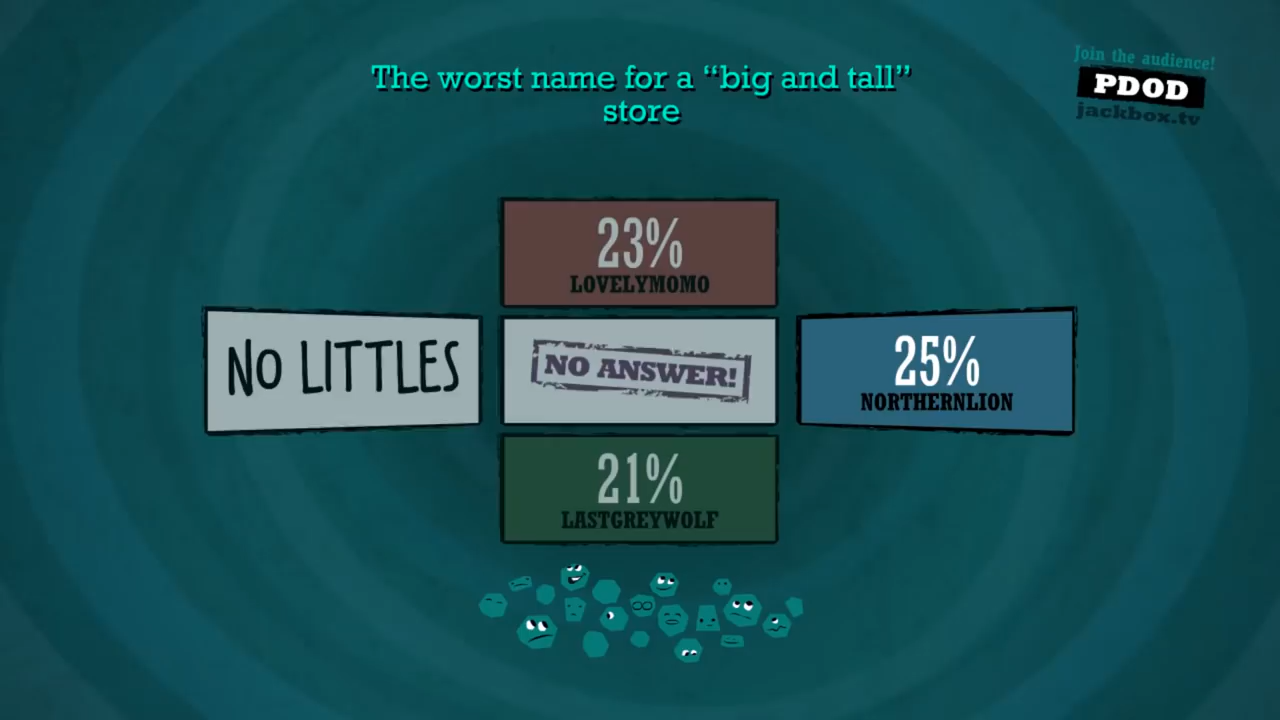 Join the audience!
PDOD
jackbox.tv
The worst name for a “big and tall”
store
23%
LOVELYMOMO
NO LITTLES
NO ANSWER!
25%
NORTHERNLION
21%
LASTGREYWOLF